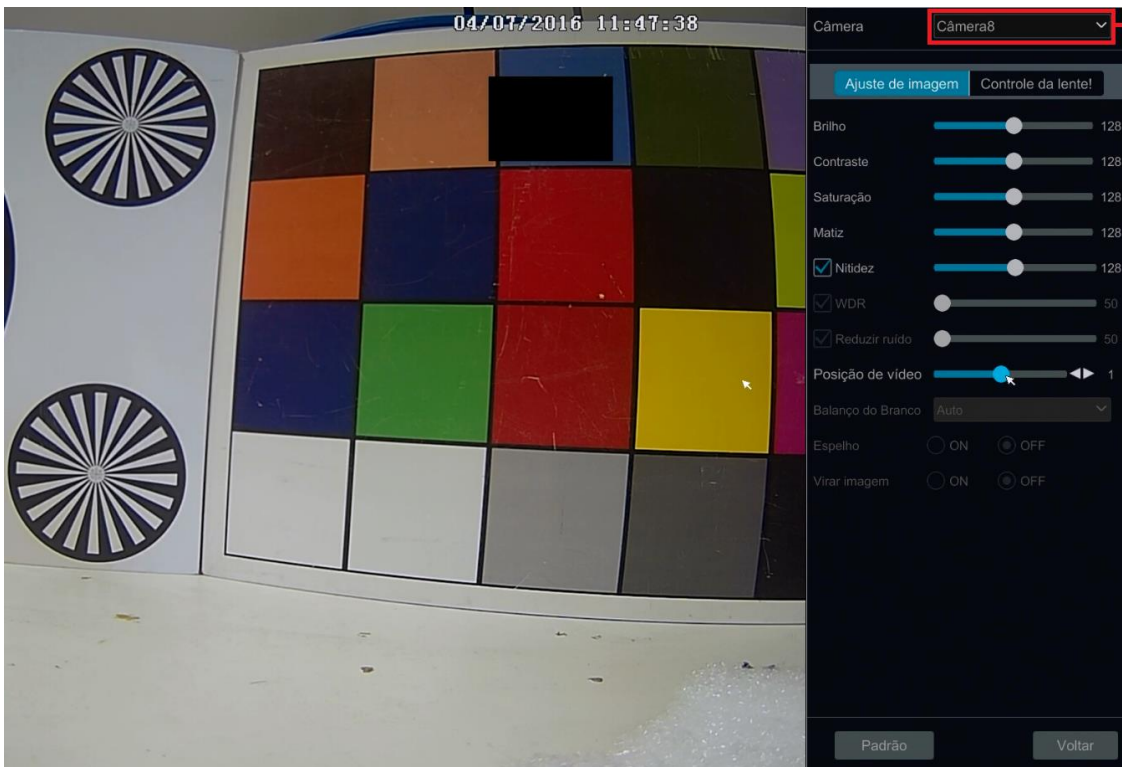 04/07/2016 11:47:38
Câmera Câmera8
Ajuste de imagem Controle da lente!
Brilho 128
Contraste 128
Saturação 128
Matiz 128
Nitidez 128
WDR 50
Reduzir ruído 50
Posição de vídeo 1
Balanço do Branco Auto
Espelho ON OFF
Virar imagem ON OFF
Padrão Voltar